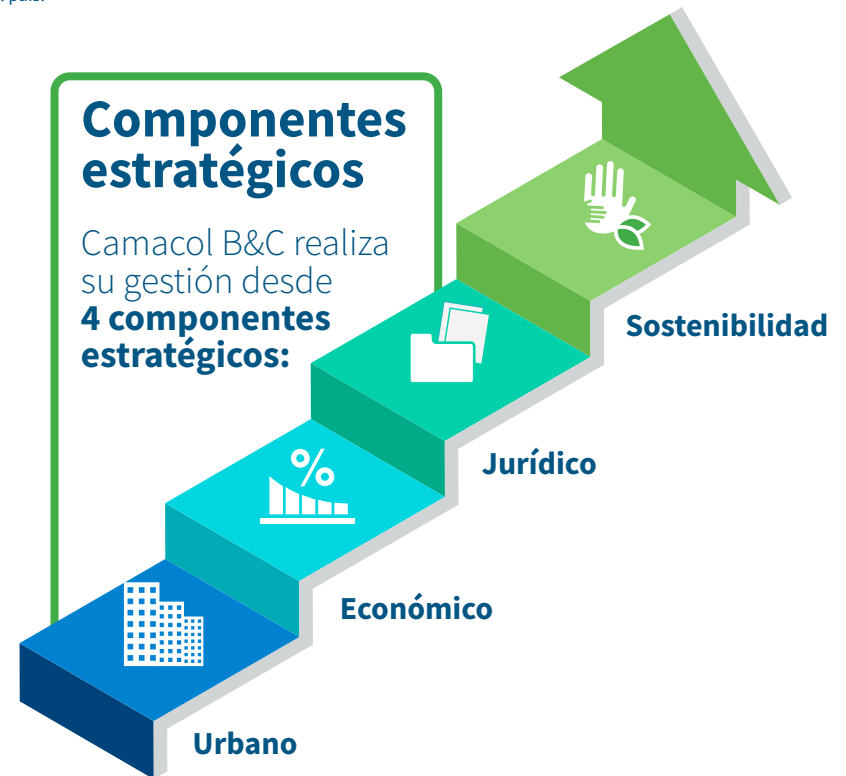 Componentes
estratégicos
Camacol B&C realiza
su gestión desde
4 componentes
estratégicos:
%
Sostenibilidad
Jurídico
Económico
Urbano